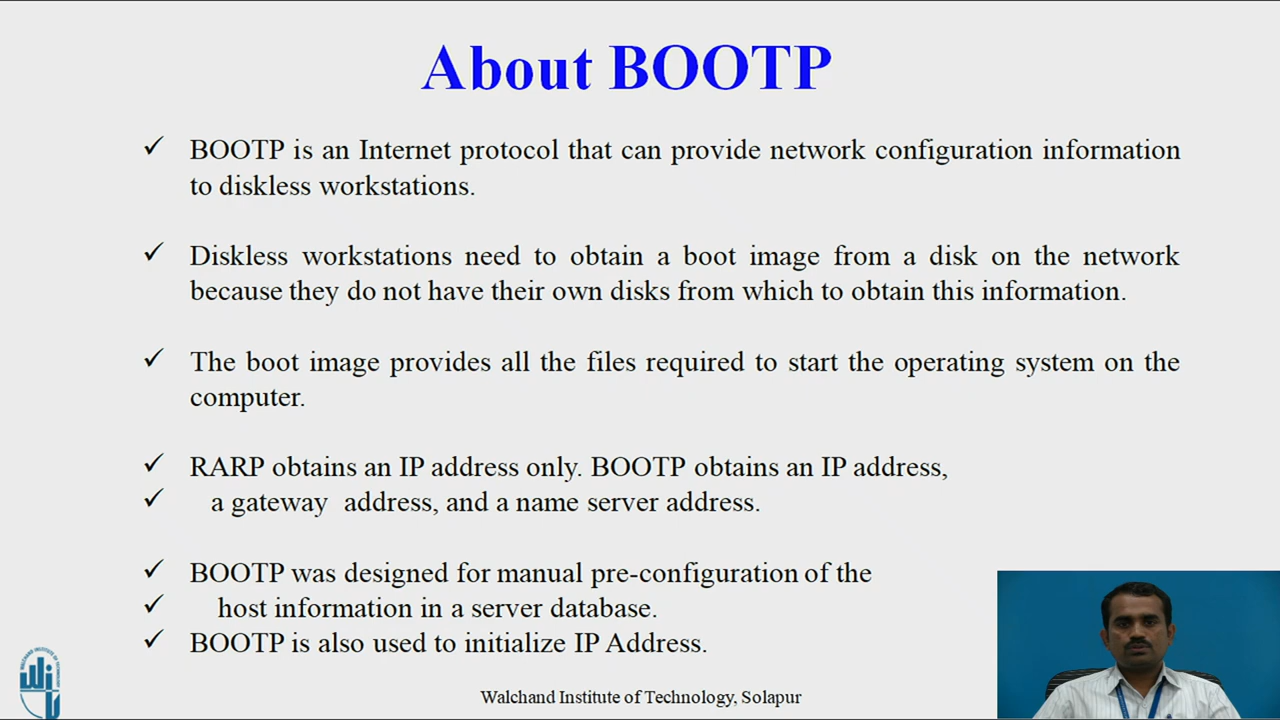 About BOOTP
✓ BOOTP is an Internet protocol that can provide network configuration information
to diskless workstations.
✓ Diskless workstations need to obtain a boot image from a disk on the network
because they do not have their own disks from which to obtain this information.
✓ The boot image provides all the files required to start the operating system on the
computer.
✓ RARP obtains an IP address only. BOOTP obtains an IP address,
✓ a gateway address, and a name server address.
✓ BOOTP was designed for manual pre-configuration of the
✓ host information in a server database.
✓ BOOTP is also used to initialize IP Address.
WALCHAND INSTITUTE OF TECHNOLOGY
Walchand Institute of Technology, Solapur